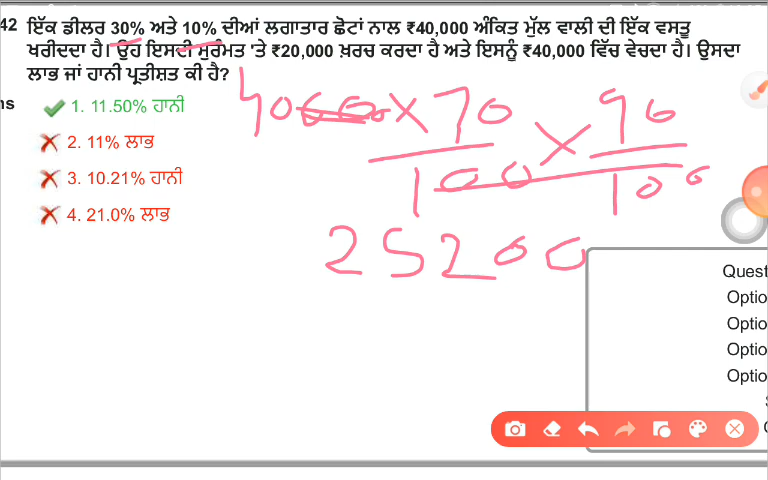 42 ਇੱਕ ਡੀਲਰ 30% ਅਤੇ 10% ਦੀਆਂ ਲਗਾਤਾਰ ਛੋਟਾਂ ਨਾਲ ₹40,000 ਅੰਕਿਤ ਮੁੱਲ ਵਾਲੀ ਦੀ ਇੱਕ ਵਸਤੂ
ਖਰੀਦਦਾ ਹੈ। ਉਹ ਇਸਦੀ ਮੁਰੰਮਤ 'ਤੇ ₹20,000 ਖ਼ਰਚ ਕਰਦਾ ਹੈ ਅਤੇ ਇਸਨੂੰ ₹40,000 ਵਿੱਚ ਵੇਚਦਾ ਹੈ। ਉਸਦਾ
ਲਾਭ ਜਾਂ ਹਾਨੀ ਪ੍ਰਤੀਸ਼ਤ ਕੀ ਹੈ?
ns
1. 11.50% ਹਾਨੀ
2. 11% ਲਾਭ
3. 10.21% ਹਾਨੀ
4. 21.0% ਲਾਭ
40000 × 70 × 90
100 100
25200
Quest
Optio
Optio
Optio
Optio